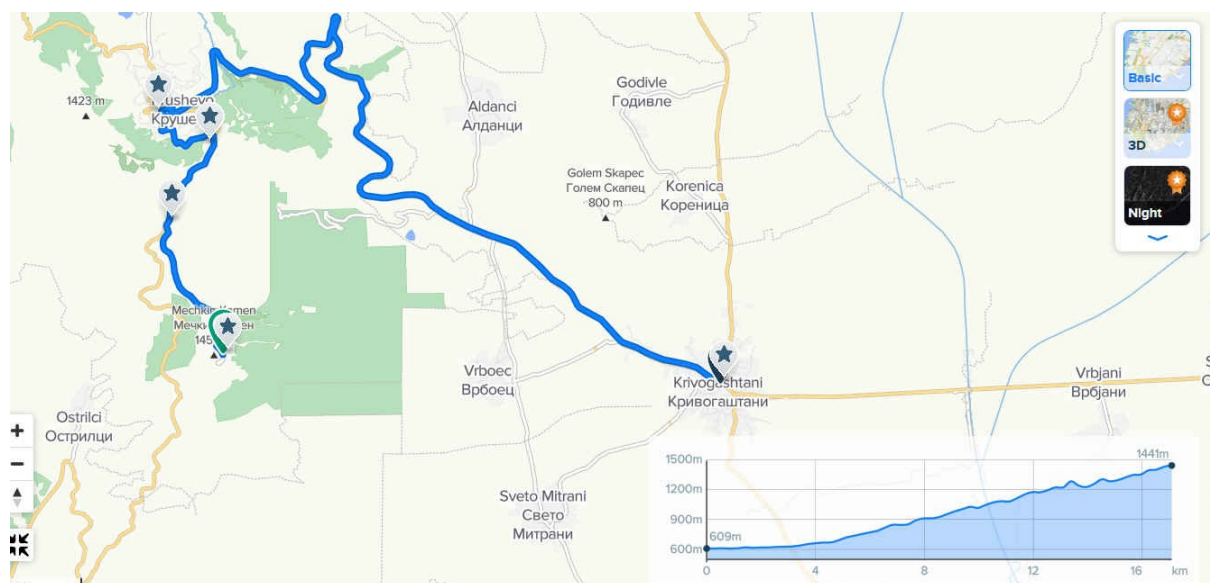 1423 m
Крушe
Aldanci
Алданци
Godivle
Годивле
Golem Skapec
Голем Скапец
800 m
Korenica
Кореница
Basic
3D
Night
Vrboec
Врбоец
Krivogashtani
Кривогаштани
Vrbjani
Врбјани
Ostrilci
Острилци
Sveto Mitrani
Свето
Митрани
+
−
1500m
1200m
900m
600m
609m
1441m
0
4
8
12
16
km